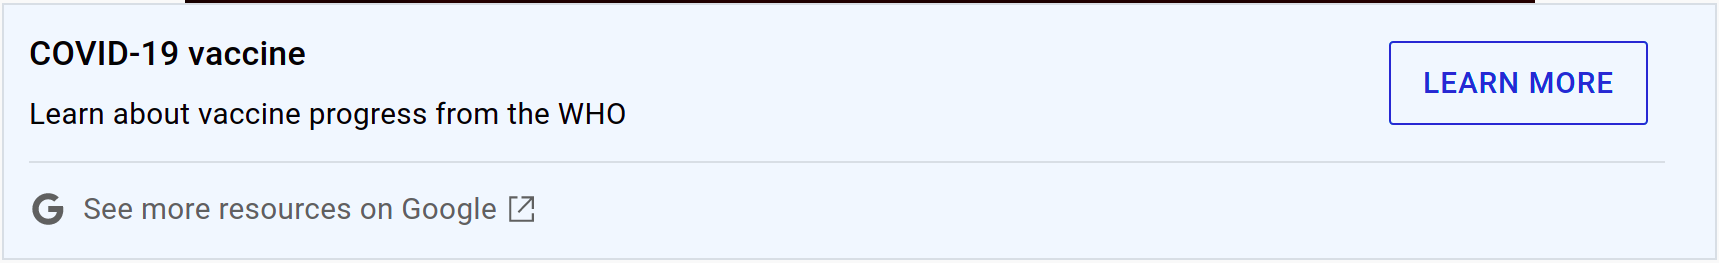 COVID-19 vaccine
Learn about vaccine progress from the WHO
LEARN MORE
See more resources on Google